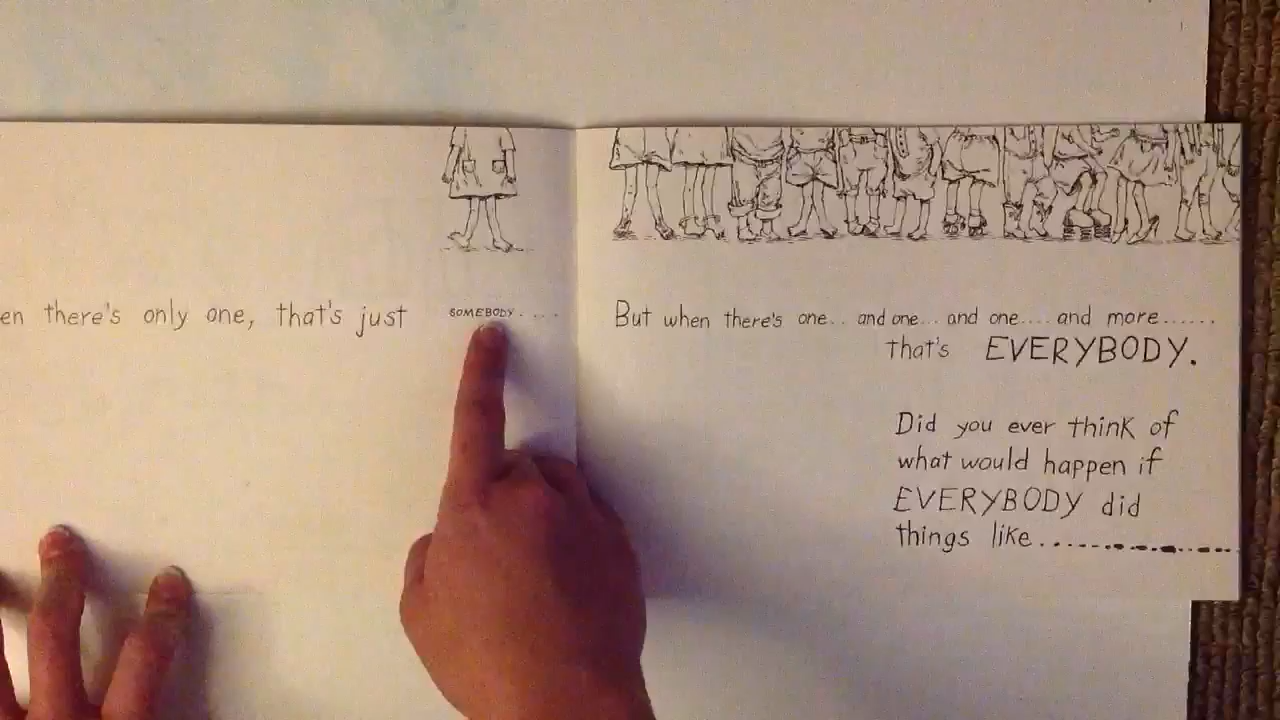 there's only one, that's just SOMEBODY....
But when there's one.. and one... and one.... and more......
that's EVERYBODY.
Did you ever think of
what would happen if
EVERYBODY did
things like...............